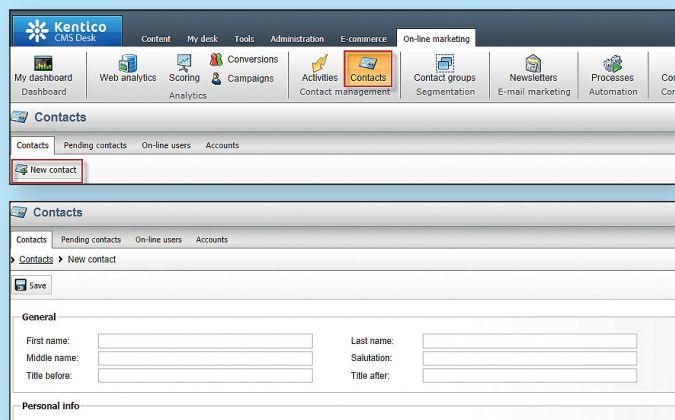 Kentico
CMS Desk
Content My desk Tools Administration E-commerce On-line marketing
Conversions
My dashboard Web analytics Scoring Campaigns Activities Contacts Contact groups Newsletters Processes
Dashboard Analytics Contact management Segmentation E-mail marketing Automation
Contacts
Contacts Pending contacts On-line users Accounts
New contact
Contacts
Contacts Pending contacts On-line users Accounts
> Contacts > New contact
Save
General
First name: Last name:
Middle name: Salutation:
Title before: Title after:
Personal info